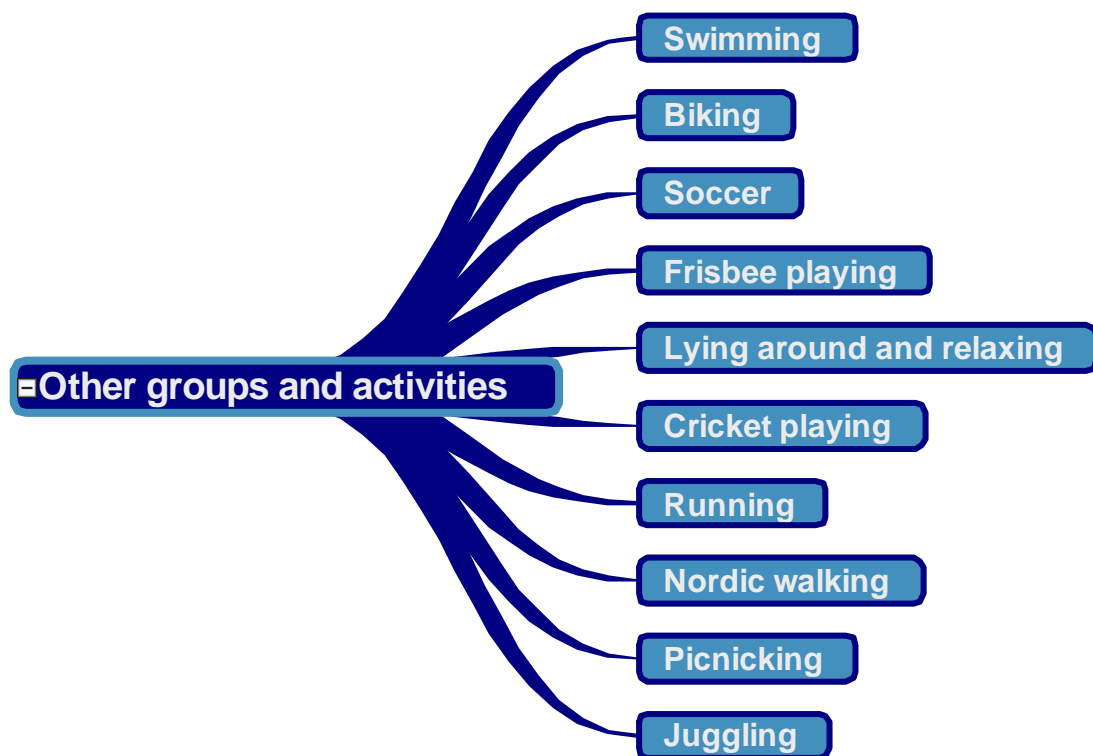 Swimming
Biking
Soccer
Frisbee playing
Lying around and relaxing
Other groups and activities
Cricket playing
Running
Nordic walking
Picnicking
Juggling